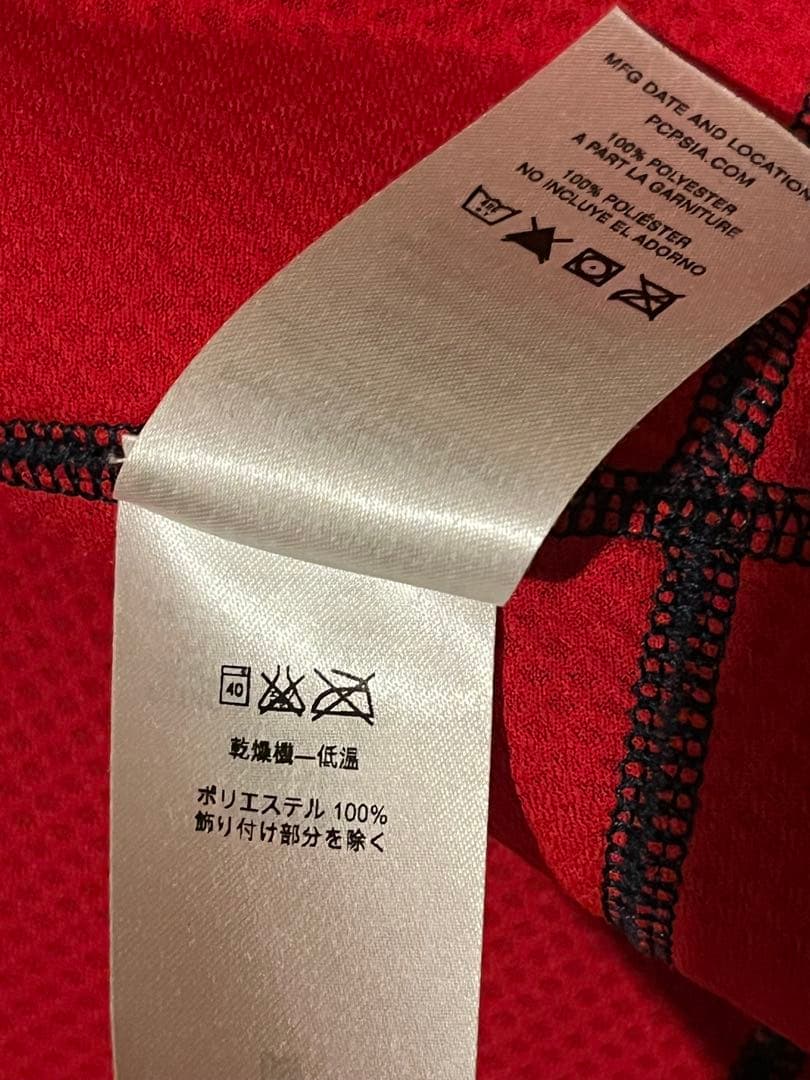 MFG DATE AND LOCATION
PCPSIA.COM
100% POLYESTER
A PART LA GARNITURE
100% POLIÉSTER
NO INCLUYE EL ADORNO
40
乾燥機—低温
ポリエステル 100%
飾り付け部分を除く